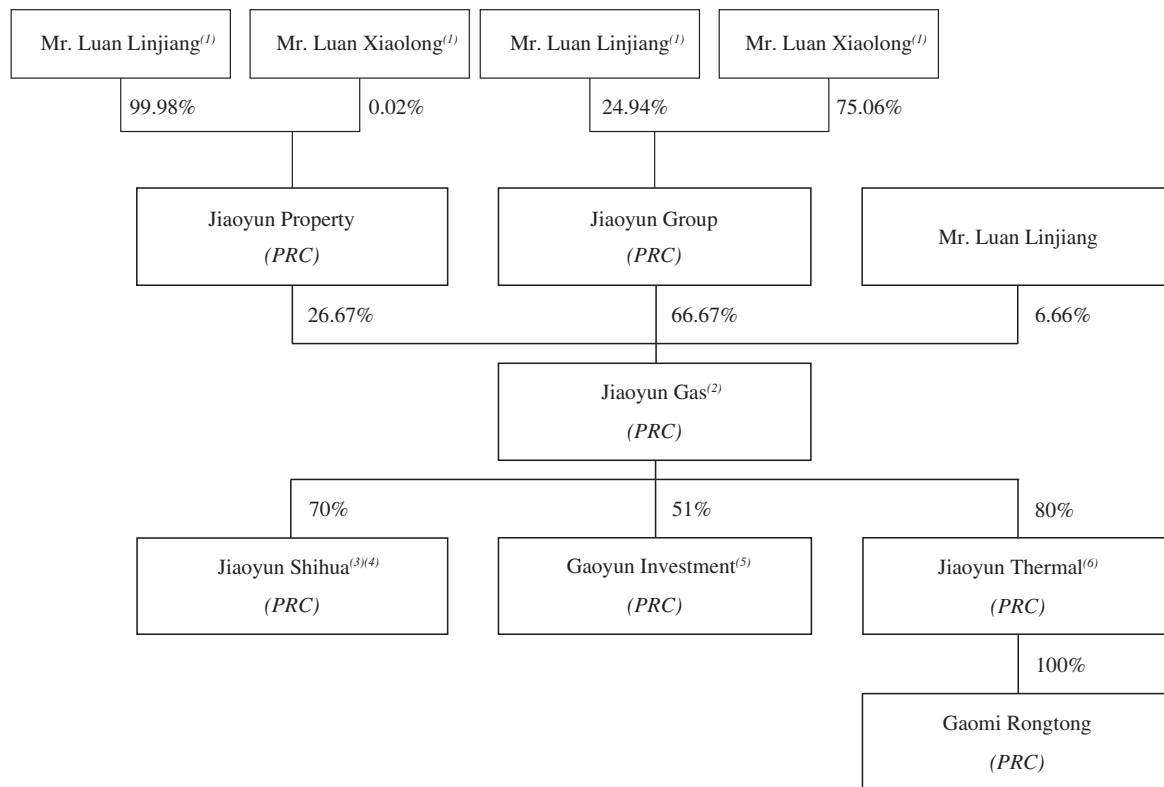 Mr. Luan Linjiang(1)
Mr. Luan Xiaolong(1)
Mr. Luan Linjiang(1)
Mr. Luan Xiaolong(1)
99.98%
0.02%
24.94%
75.06%
Jiaoyun Property
(PRC)
Jiaoyun Group
(PRC)
Mr. Luan Linjiang
26.67%
66.67%
6.66%
Jiaoyun Gas(2)
(PRC)
70%
51%
80%
Jiaoyun Shihua(3)(4)
(PRC)
Gaoyun Investment(5)
(PRC)
Jiaoyun Thermal(6)
(PRC)
100%
Gaomi Rongtong
(PRC)